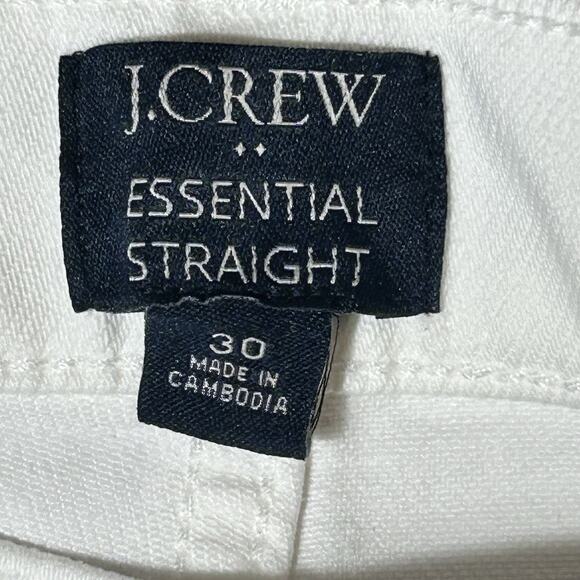 J.CREW
ESSENTIAL
STRAIGHT
30
MADE IN
CAMBODIA